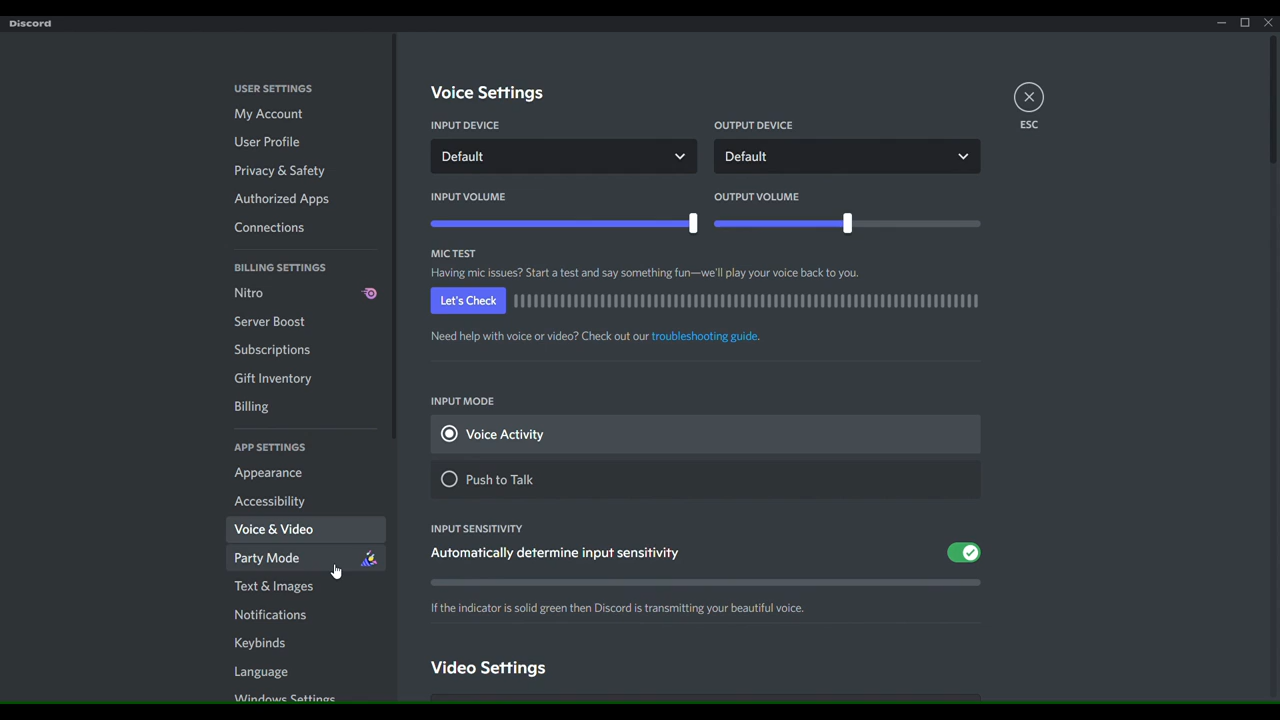 Discord
USER SETTINGS
My Account
User Profile
Privacy & Safety
Authorized Apps
Connections
BILLING SETTINGS
Nitro
Server Boost
Subscriptions
Gift Inventory
Billing
APP SETTINGS
Appearance
Accessibility
Voice & Video
Party Mode
Text & Images
Notifications
Keybinds
Language
Windows Settings
Voice Settings
ESC
INPUT DEVICE
OUTPUT DEVICE
Default
Default
INPUT VOLUME
OUTPUT VOLUME
MIC TEST
Having mic issues? Start a test and say something fun—we'll play your voice back to you.
Let's Check
Need help with voice or video? Check out our troubleshooting guide.
INPUT MODE
Voice Activity
Push to Talk
INPUT SENSITIVITY
Automatically determine input sensitivity
If the indicator is solid green then Discord is transmitting your beautiful voice.
Video Settings